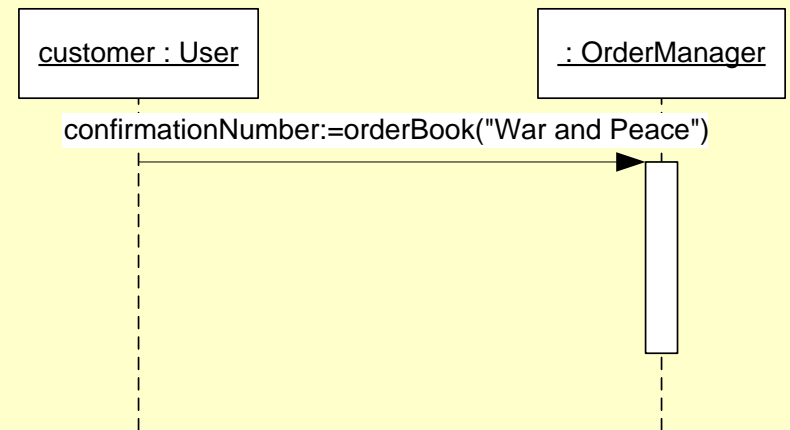 customer : User
: OrderManager
confirmationNumber:=orderBook("War and Peace")